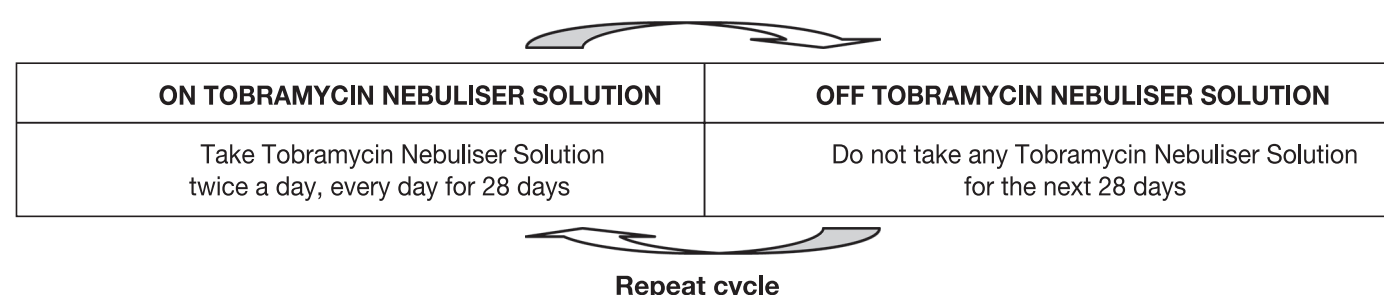 ON TOBRAMYCIN NEBULISER SOLUTION
OFF TOBRAMYCIN NEBULISER SOLUTION
Take Tobramycin Nebuliser Solution
twice a day, every day for 28 days
Do not take any Tobramycin Nebuliser Solution
for the next 28 days
Repeat cycle